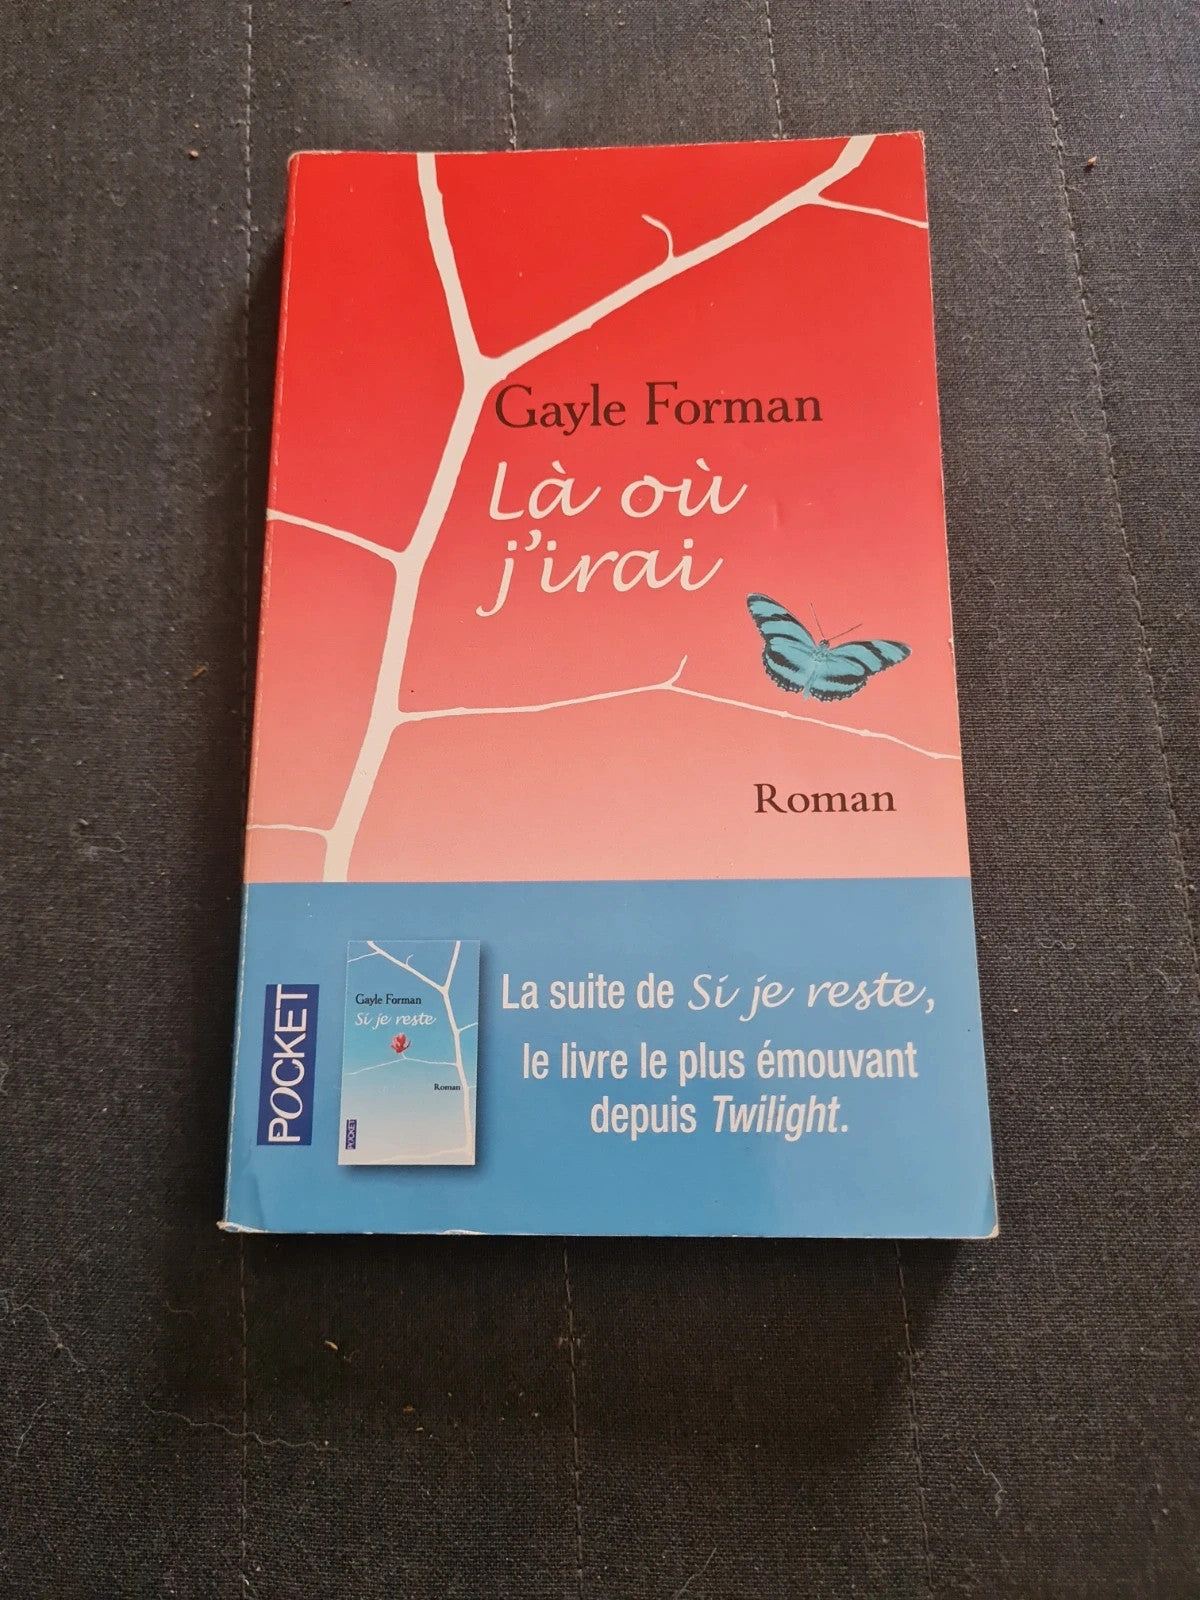 Gayle Forman
Là où
j'irai
Roman
POCKET
Gayle Forman
Si je reste
Roman
POCKET
La suite de Si je reste,
le livre le plus émouvant
depuis Twilight.